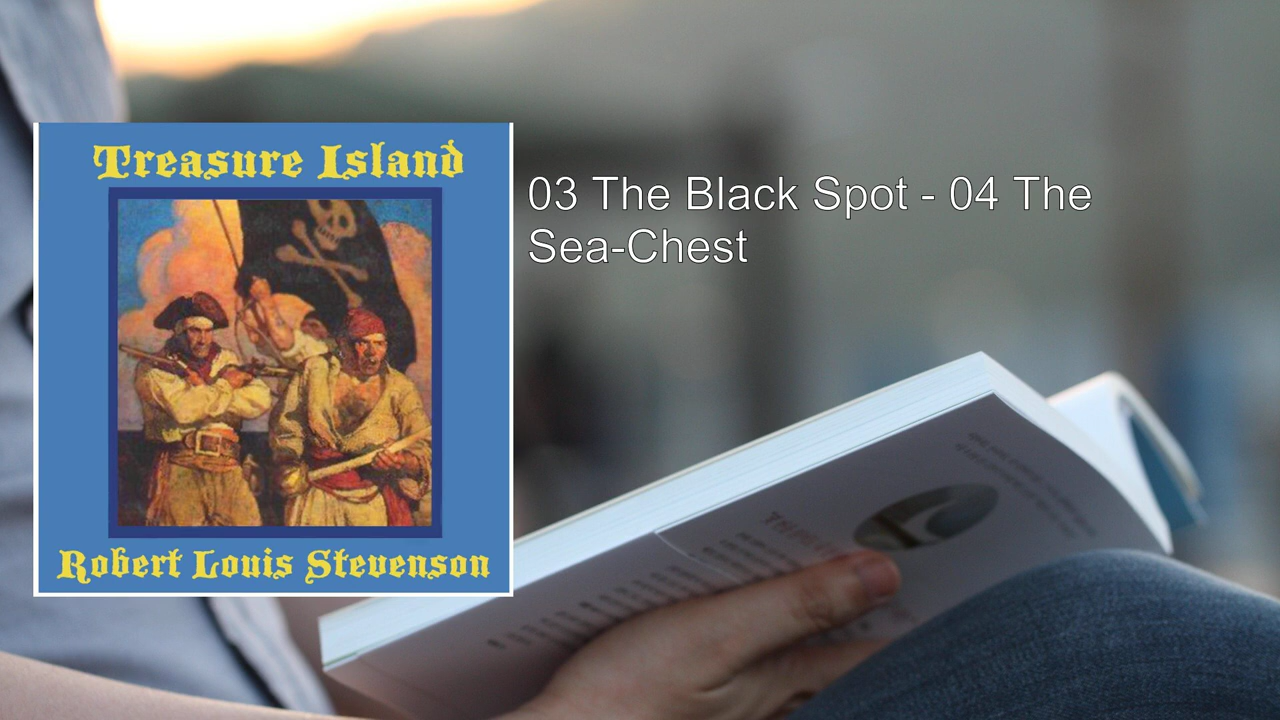 Treasure Island
03 The Black Spot - 04 The
Sea-Chest
Robert Louis Stevenson